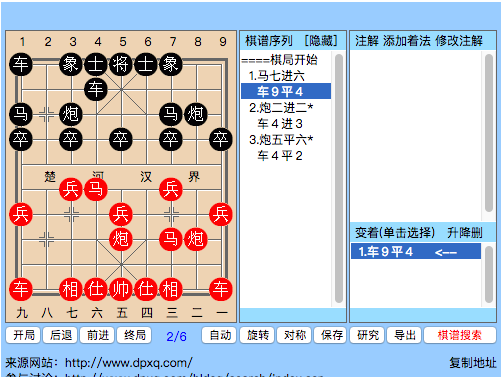 1 2 3 4 5 6 7 8 9
车 象 士 将 士 象
车
马 炮 马 炮
卒 卒 卒 卒 卒
楚 河 汉 界
兵 马 兵
兵 兵 兵
炮 马 炮
车 相 仕 帅 仕 相 车
九 八 七 六 五 四 三 二 一
棋谱序列 [隐藏]
====棋局开始
1.马七进六
车９平４
2.炮二进二*
车４进３
3.炮五平六*
车４平２
注解 添加着法 修改注解
变着(单击选择) 升降删
1.车９平４ <--
开局 后退 前进 终局 2/6 自动 旋转 对称 保存 研究 导出 棋谱搜索
来源网站: http://www.dpxq.com/ 复制地址